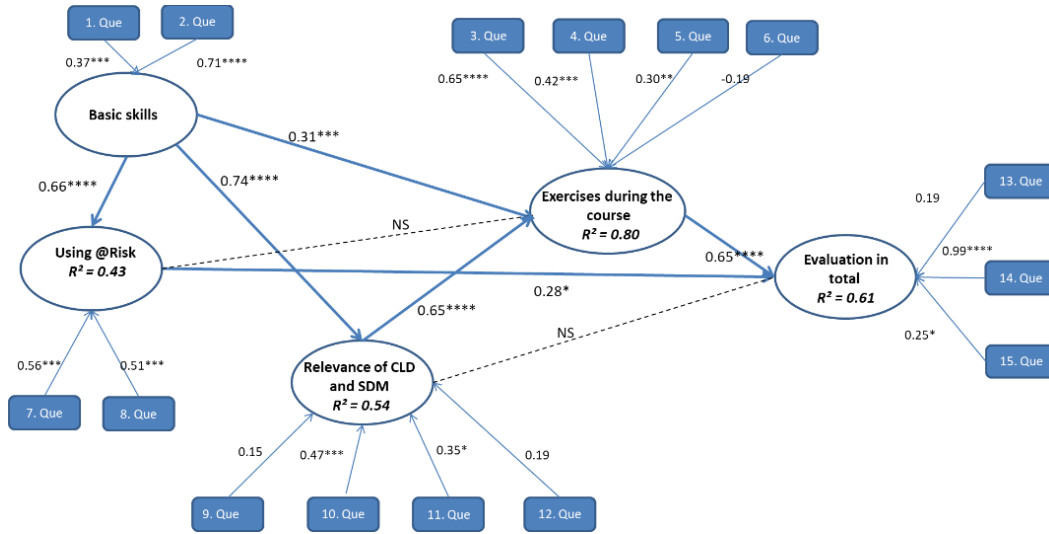 1. Que
2. Que
3. Que
4. Que
5. Que
6. Que
0.37***
0.71****
0.65****
0.42***
0.30**
-0.19
Basic skills
0.31***
0.66****
0.74****
Exercises during the
course
R² = 0.80
13. Que
0.19
NS
Using @Risk
R² = 0.43
0.65****
0.99****
Evaluation in
total
R² = 0.61
14. Que
0.28*
0.65****
NS
0.25*
15. Que
0.56***
0.51***
Relevance of CLD
and SDM
R² = 0.54
7. Que
8. Que
0.15
0.47***
0.35*
0.19
9. Que
10. Que
11. Que
12. Que